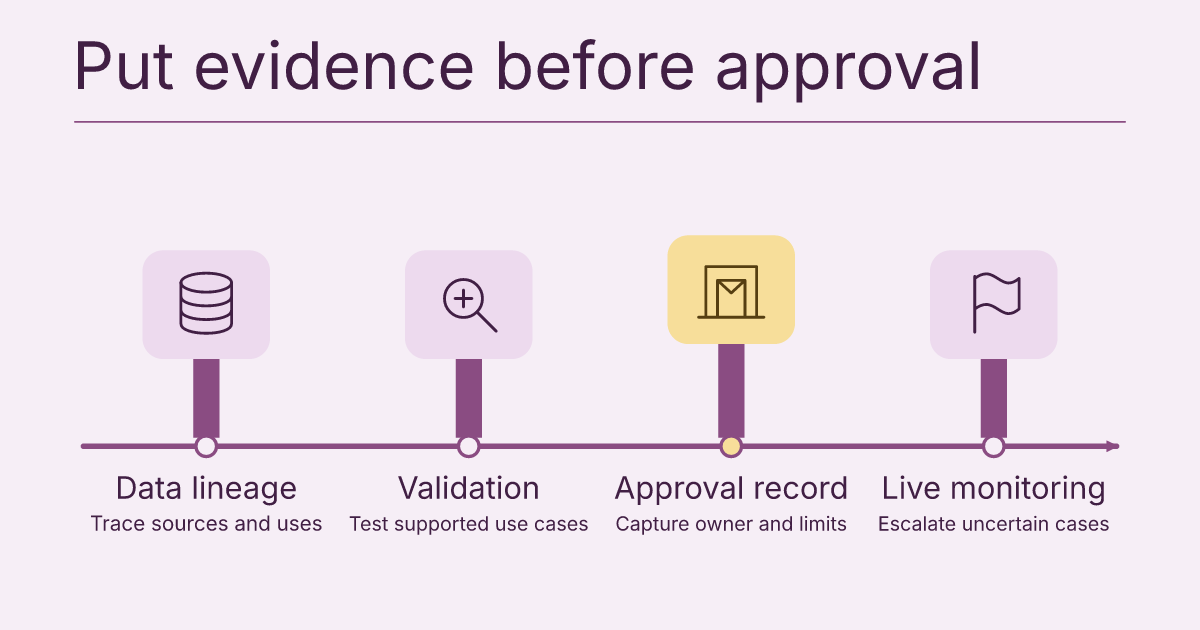 Put evidence before approval
Data lineage
Trace sources and uses
Validation
Test supported use cases
Approval record
Capture owner and limits
Live monitoring
Escalate uncertain cases